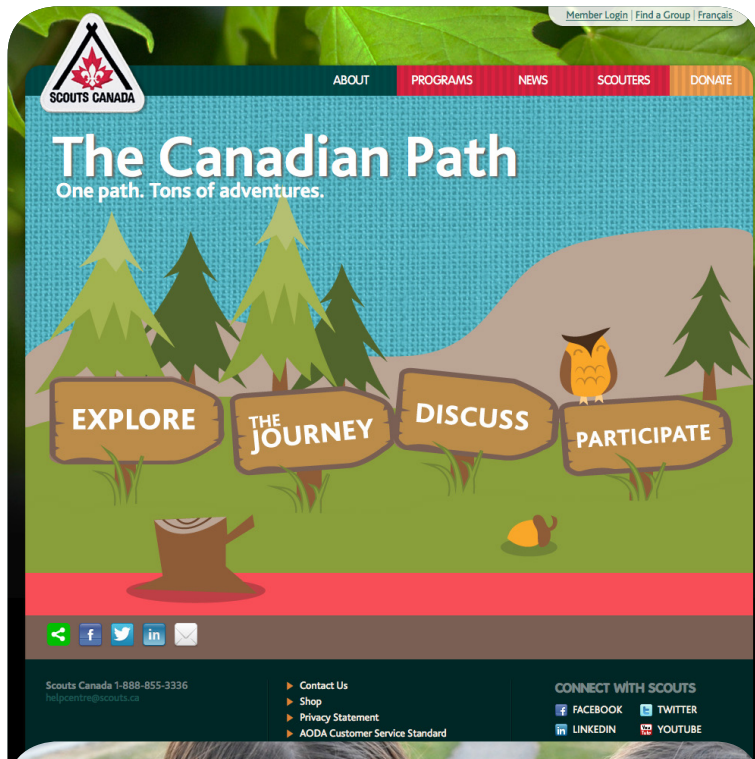 Member Login | Find a Group | Français
SCOUTS CANADA
ABOUT PROGRAMS NEWS SCOUTERS DONATE
The Canadian Path
One path. Tons of adventures.
EXPLORE
THE
JOURNEY
DISCUSS
PARTICIPATE
Scouts Canada 1-888-855-3336
helpcentre@scouts.ca
Contact Us
Shop
Privacy Statement
AODA Customer Service Standard
CONNECT WITH SCOUTS
FACEBOOK TWITTER
LINKEDIN YOUTUBE